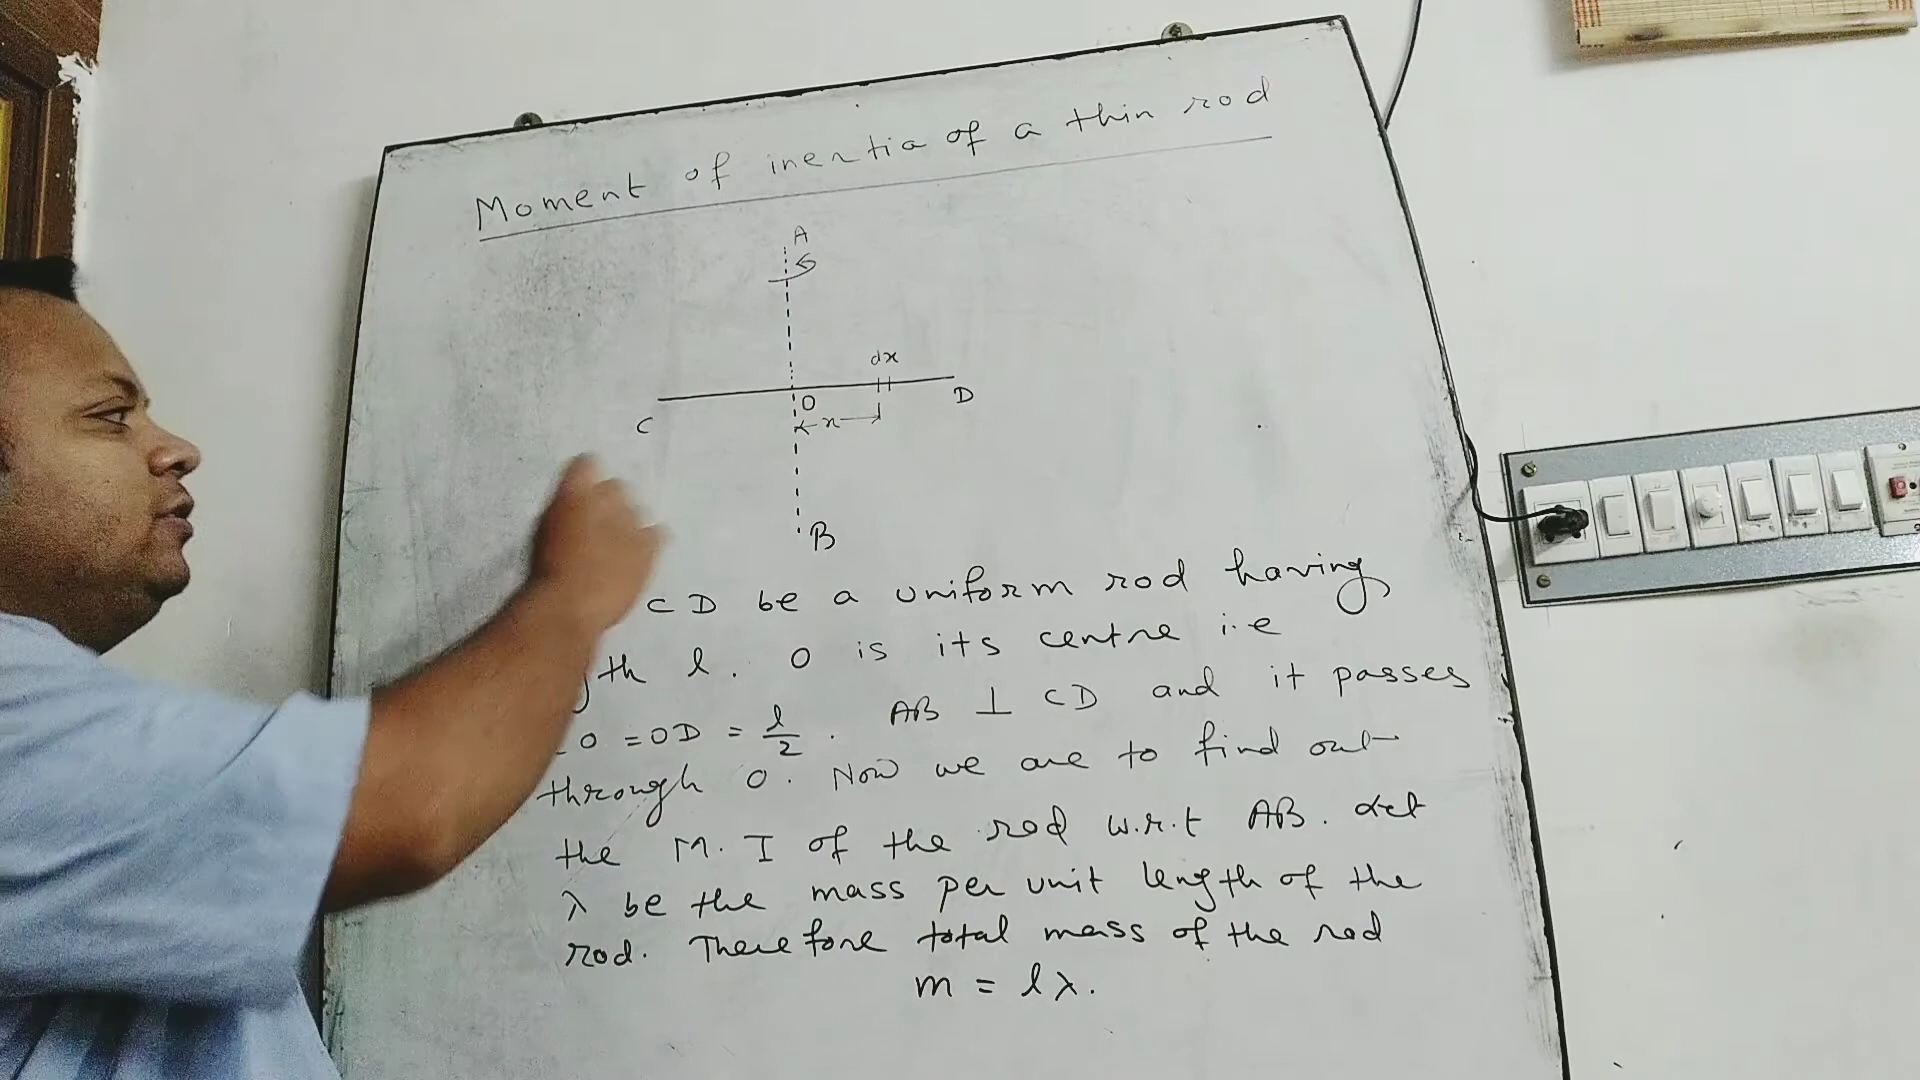 Moment of inertia of a thin rod
A
dx
C O D
x
B
CD be a uniform rod having
l. O is its centre i.e
O = OD = l/2. AB ⊥ CD and it passes
through O. Now we are to find out
the M. I of the rod w.r.t AB. Let
λ be the mass per unit length of the
rod. Therefore total mass of the rod
m = lλ.